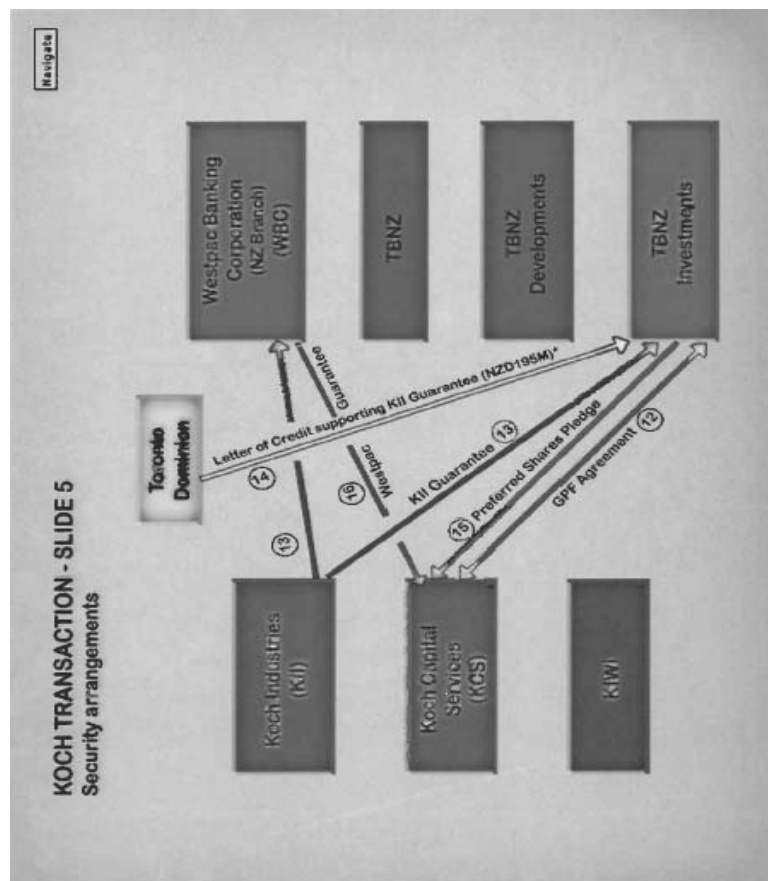 Navigate
KOCH TRANSACTION - SLIDE 5
Security arrangements
Toronto
Dominion
Koch Industries
(KII)
Westpac Banking
Corporation
(NZ Branch)
(WBC)
13
14
Letter of Credit supporting KII Guarantee (NZD195M)*
16
Westpac
Guarantee
TBNZ
Koch Capital
Services
(KCS)
KII Guarantee
13
15
Preferred Shares Pledge
GPF Agreement
12
TBNZ
Developments
KIWI
TBNZ
Investments